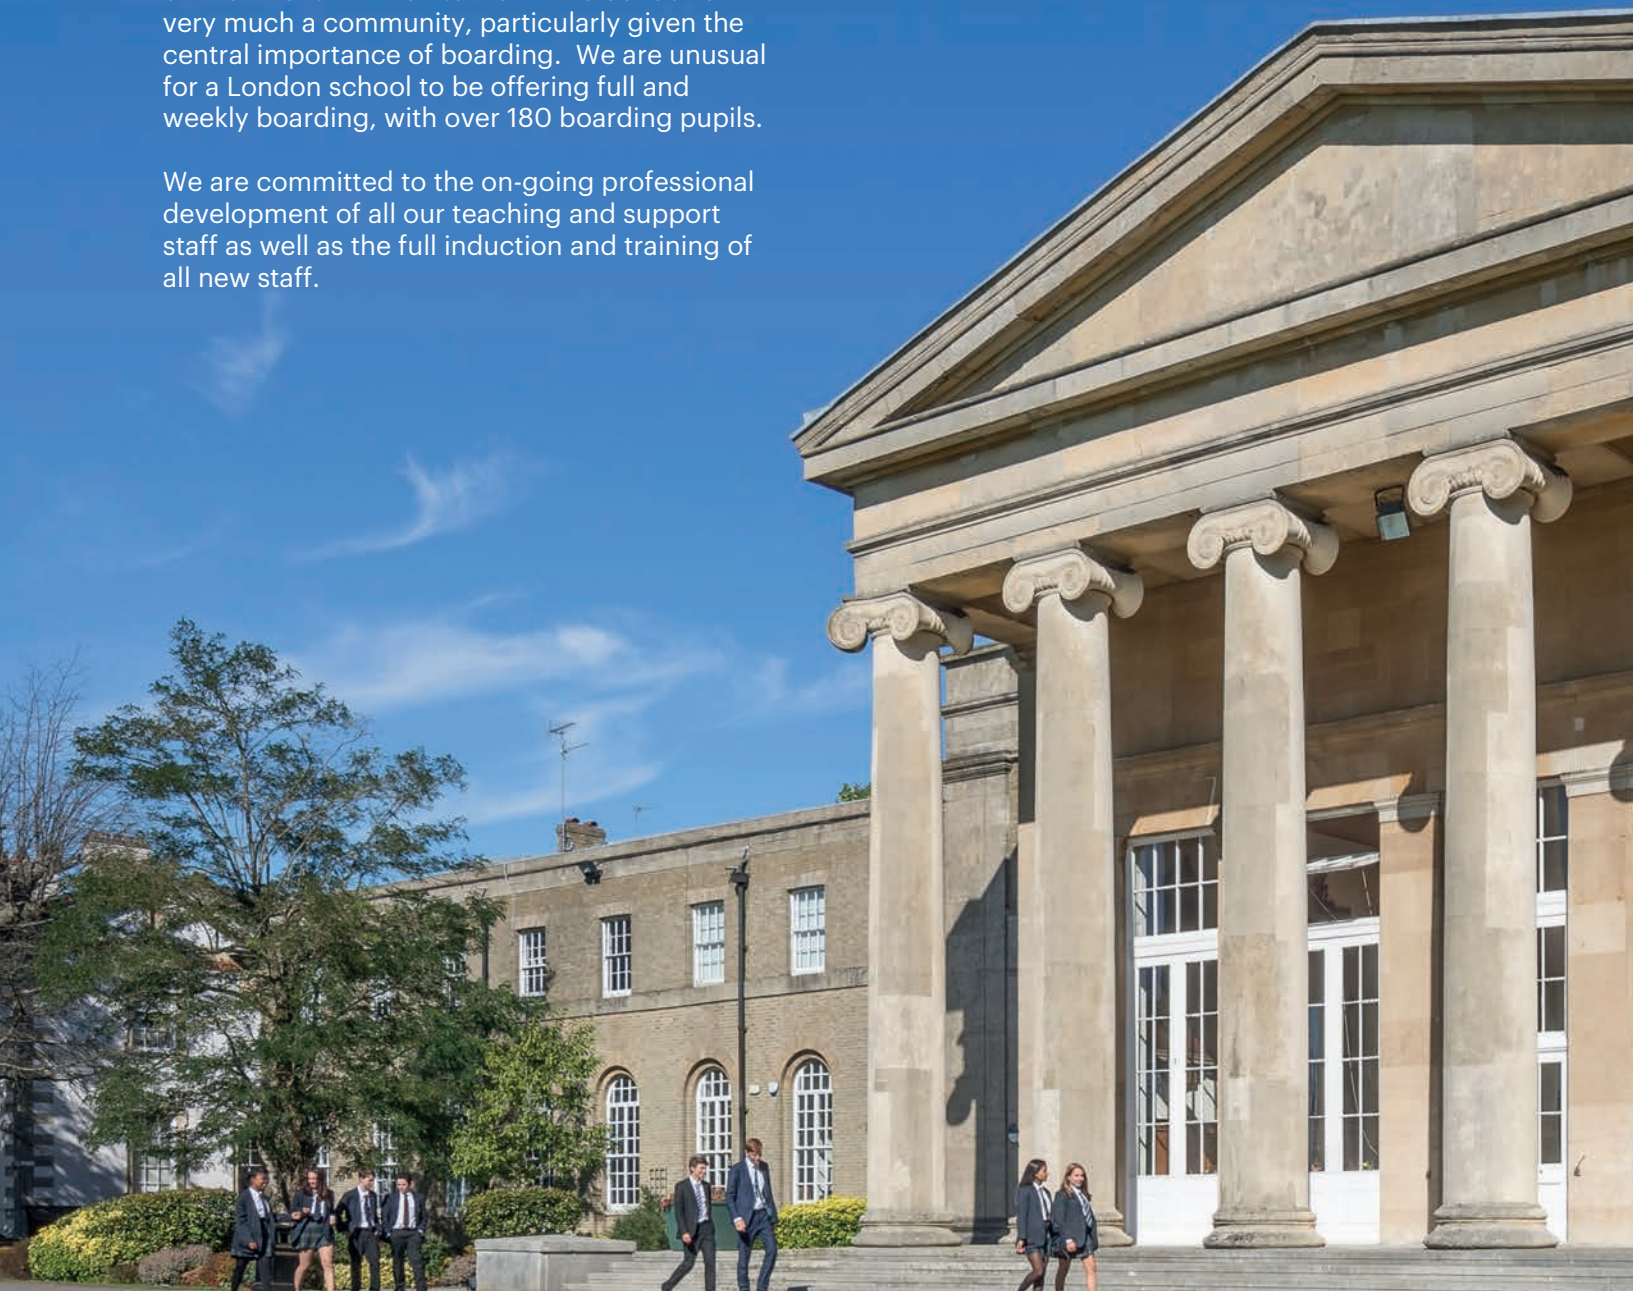 very much a community, particularly given the
central importance of boarding.  We are unusual
for a London school to be offering full and
weekly boarding, with over 180 boarding pupils.
We are committed to the on-going professional
development of all our teaching and support
staff as well as the full induction and training of
all new staff.